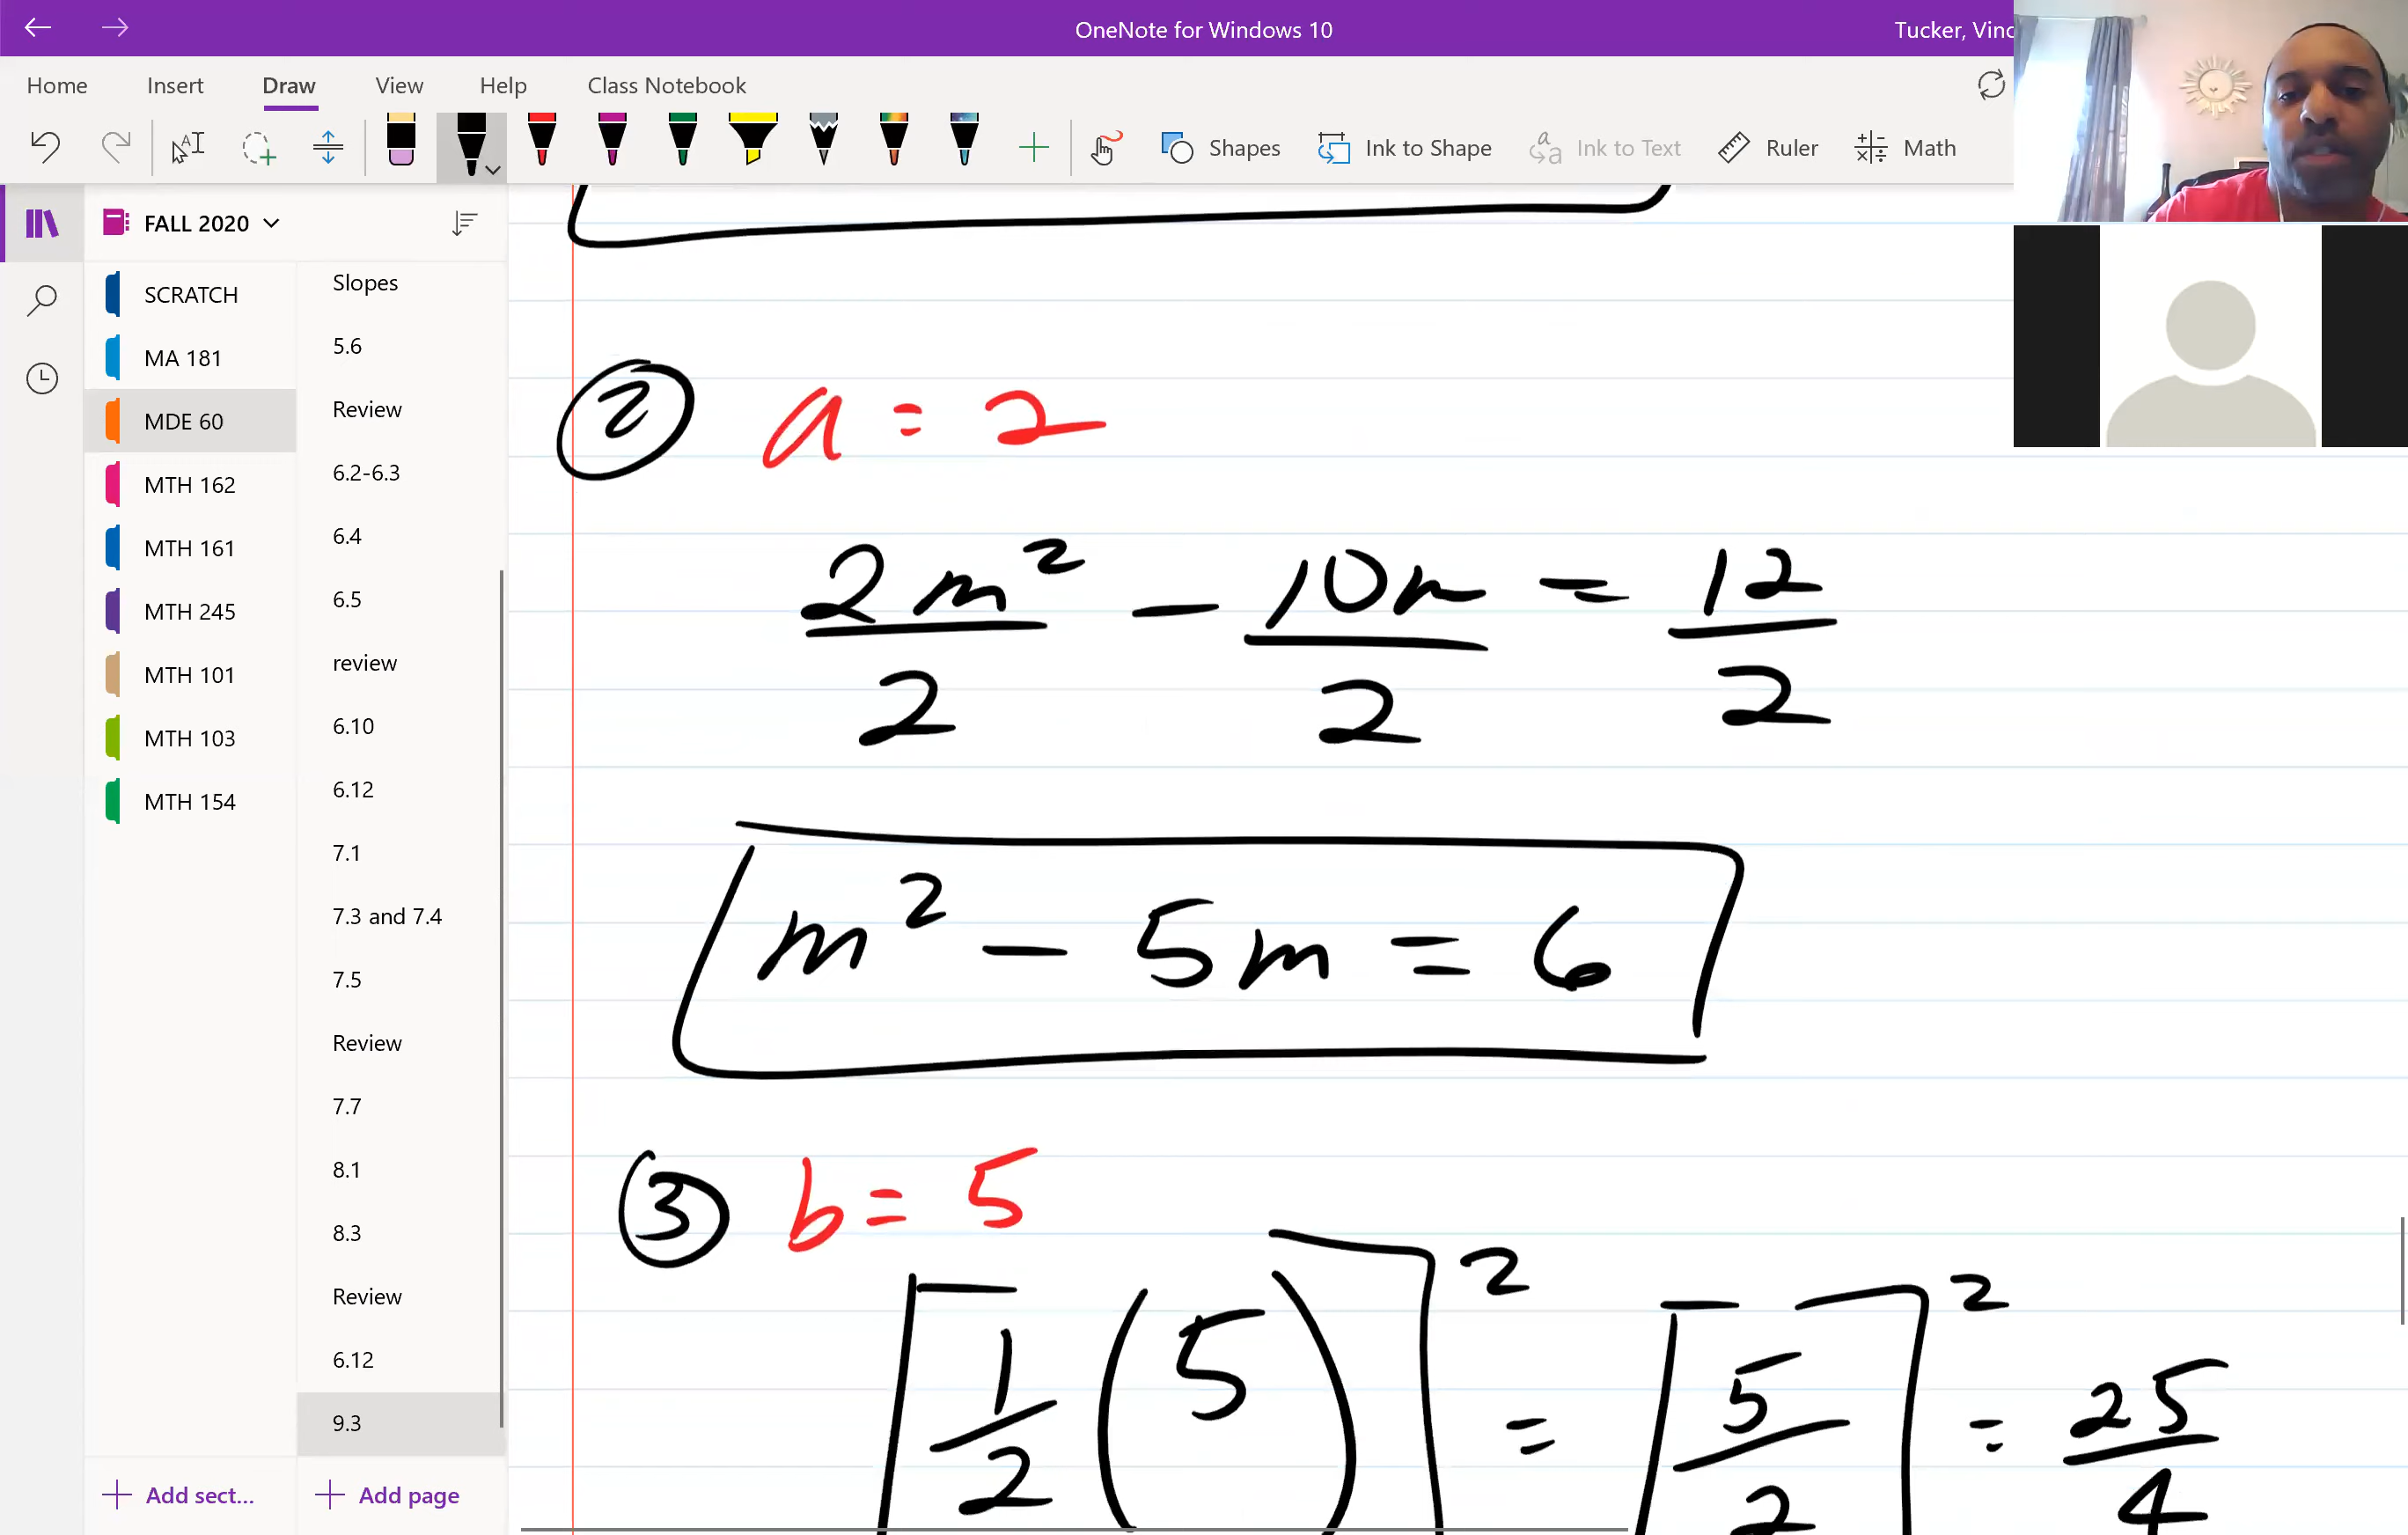 OneNote for Windows 10
Tucker, Vinc
Home Insert Draw View Help Class Notebook
Shapes Ink to Shape Ink to Text Ruler Math
FALL 2020
SCRATCH
MA 181
MDE 60
MTH 162
MTH 161
MTH 245
MTH 101
MTH 103
MTH 154
Add sect...
Slopes
5.6
Review
6.2-6.3
6.4
6.5
review
6.10
6.12
7.1
7.3 and 7.4
7.5
Review
7.7
8.1
8.3
Review
6.12
9.3
Add page
② a = 2
2m² - 10m = 12
2 2 2
m² - 5m = 6
③ b = 5
[1/2 (5)]² = [5/2]² = 25/4